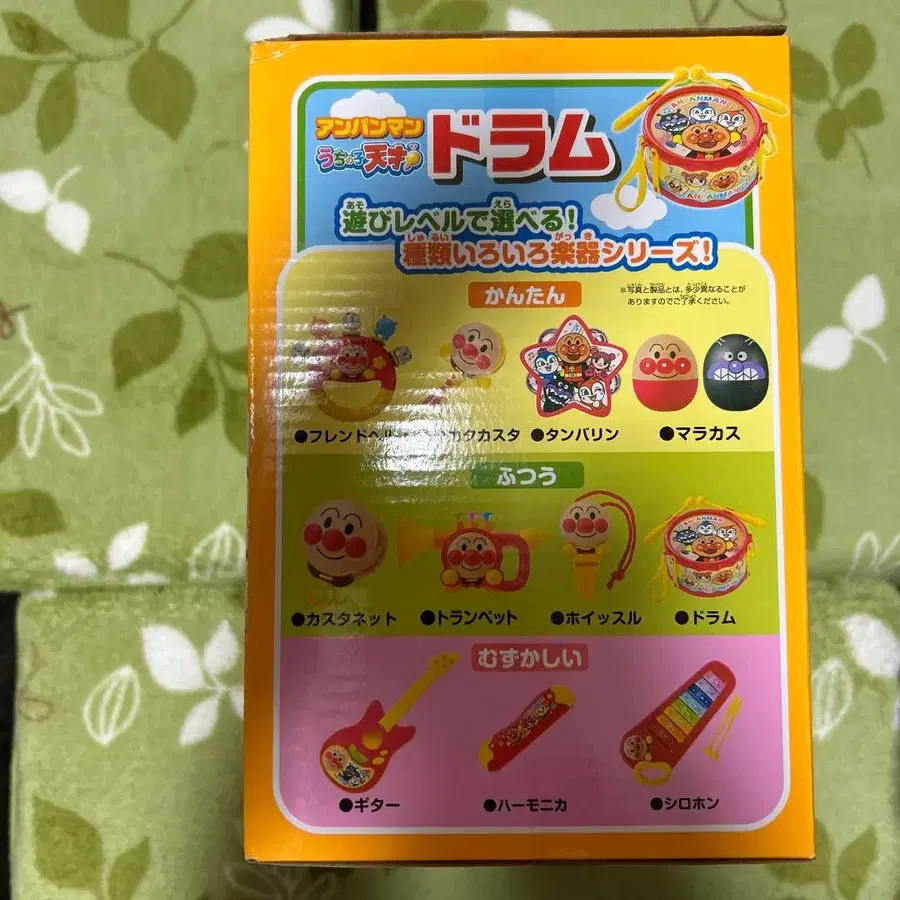 アンパンマン
うちの子天才
ドラム
ANPANMAN
遊びレベルで選べる!
種類いろいろ楽器シリーズ!
かんたん
※写真と製品とは、多少異なることが
ありますのでご了承ください。
●フレンドベル
カタカスタ
●タンバリン
●マラカス
ふつう
●カスタネット
●トランペット
●ホイッスル
●ドラム
むずかしい
●ギター
●ハーモニカ
●シロホン